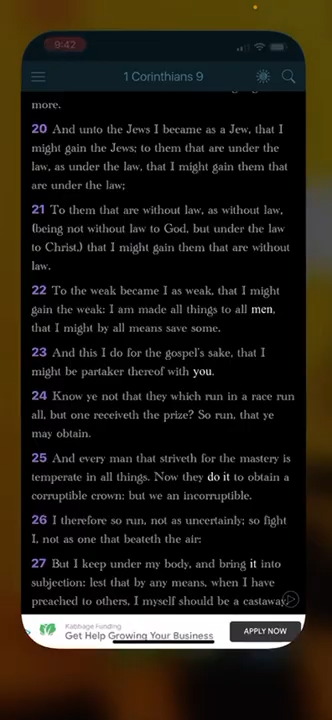 9:42
1 Corinthians 9
more.
20 And unto the Jews I became as a Jew, that I
might gain the Jews; to them that are under the
law, as under the law, that I might gain them that
are under the law;
21 To them that are without law, as without law,
(being not without law to God, but under the law
to Christ,) that I might gain them that are without
law.
22 To the weak became I as weak, that I might
gain the weak: I am made all things to all men,
that I might by all means save some.
23 And this I do for the gospel's sake, that I
might be partaker thereof with you.
24 Know ye not that they which run in a race run
all, but one receiveth the prize? So run, that ye
may obtain.
25 And every man that striveth for the mastery is
temperate in all things. Now they do it to obtain a
corruptible crown; but we an incorruptible.
26 I therefore so run, not as uncertainly; so fight
I, not as one that beateth the air:
27 But I keep under my body, and bring it into
subjection: lest that by any means, when I have
preached to others, I myself should be a castaway.
Kabbage Funding
Get Help Growing Your Business
APPLY NOW